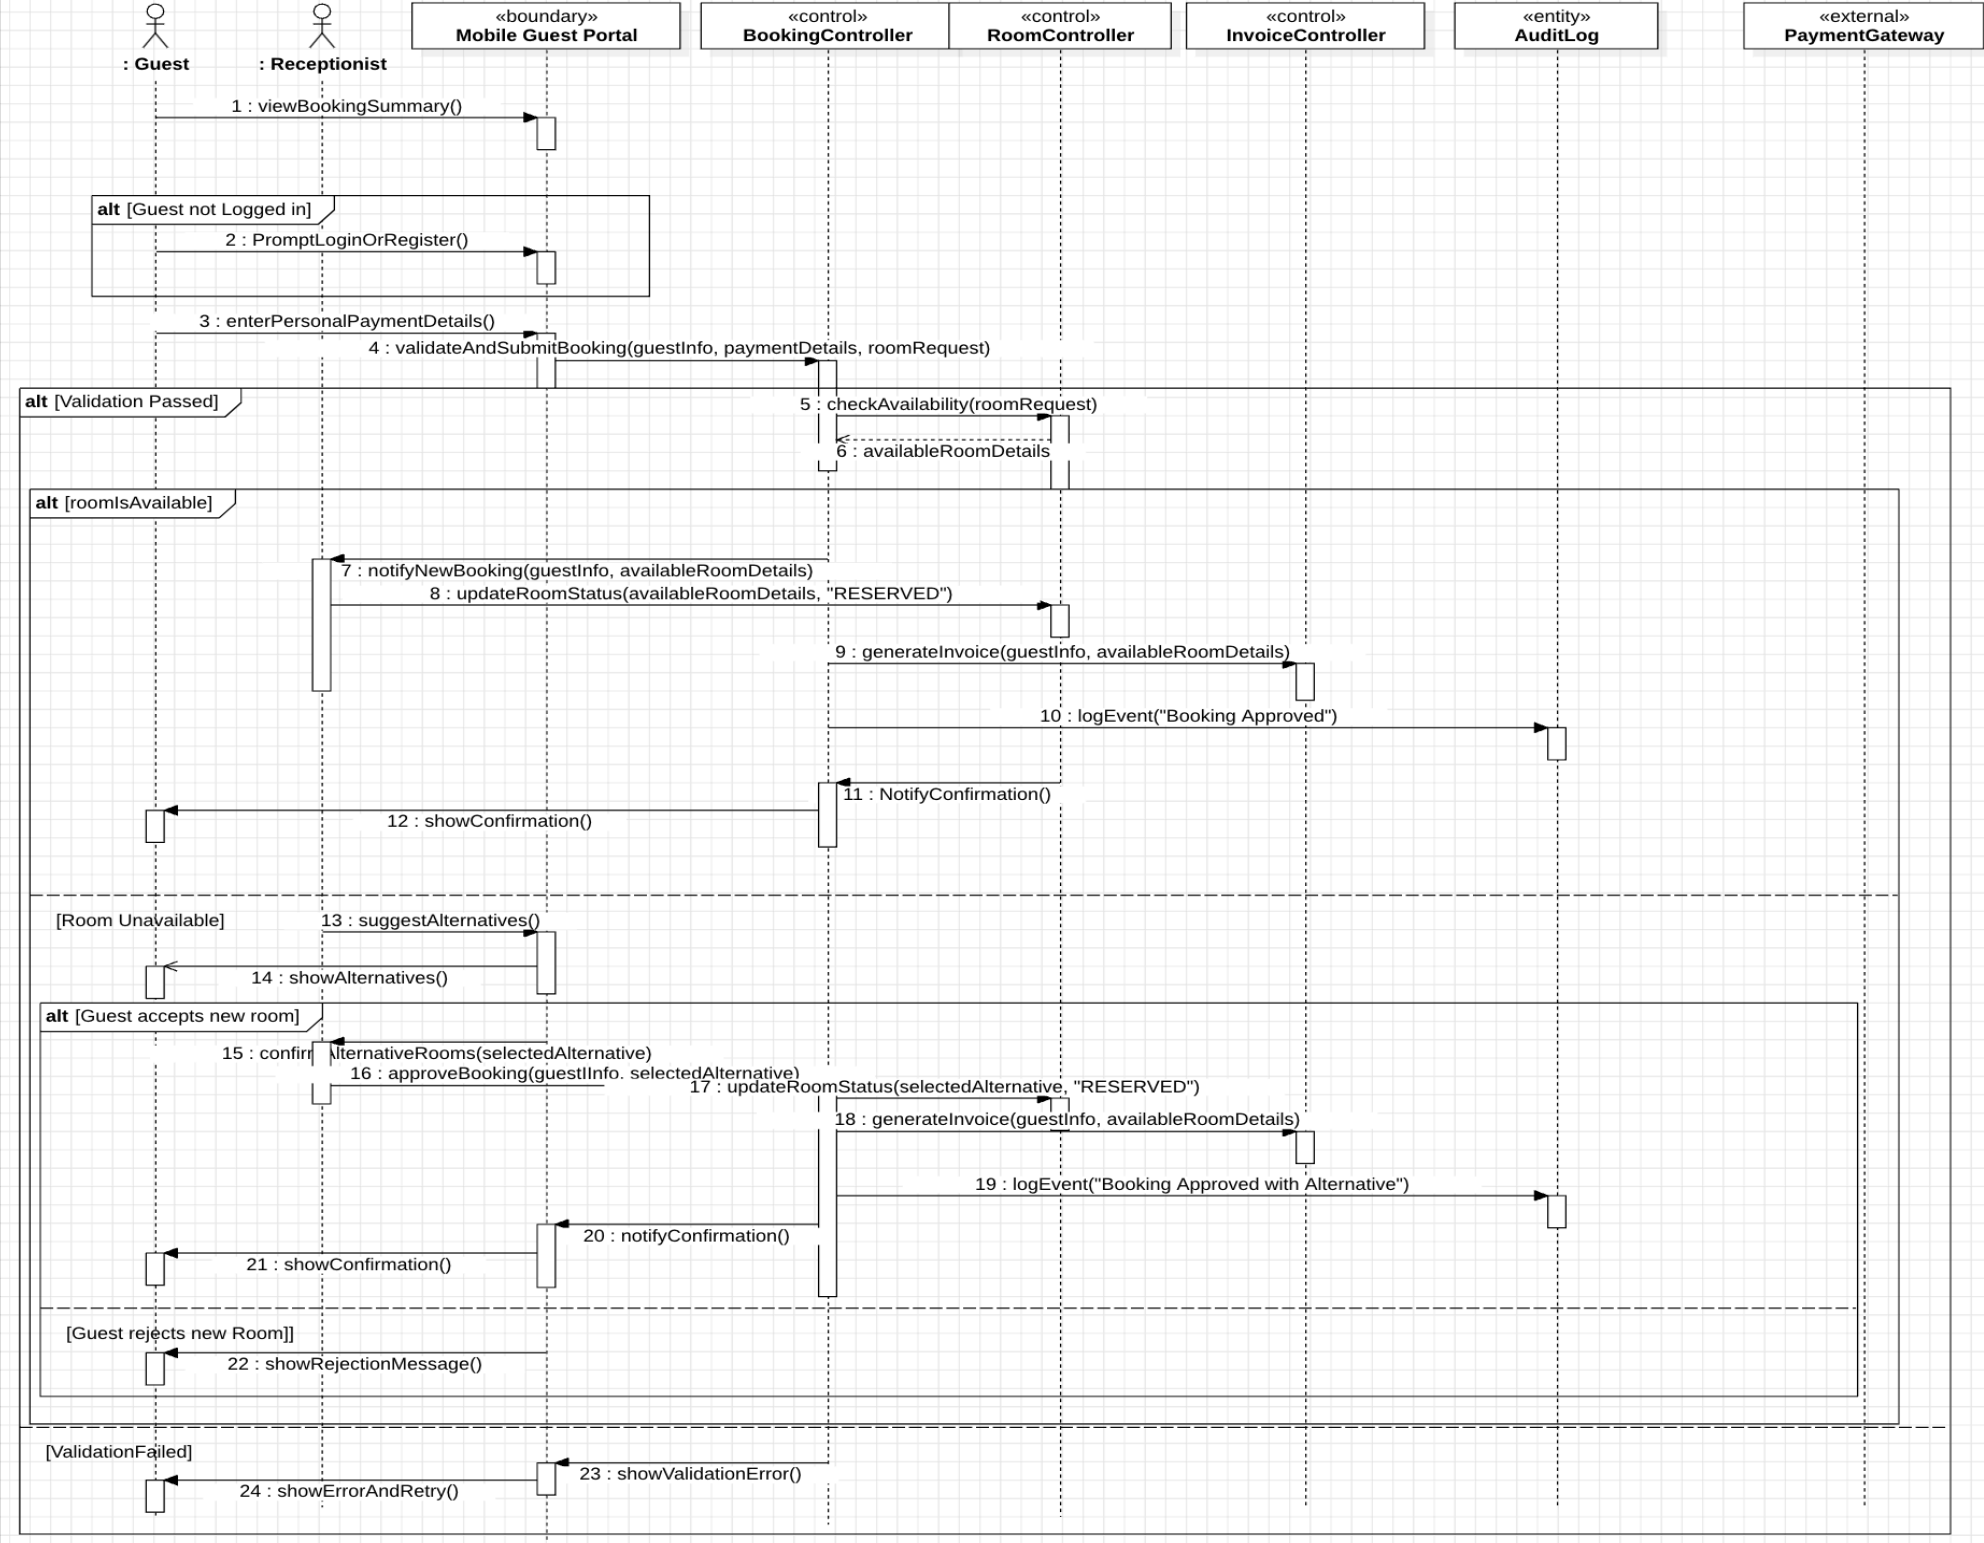 «boundary»
Mobile Guest Portal
«control»
BookingController
«control»
RoomController
«control»
InvoiceController
«entity»
AuditLog
«external»
PaymentGateway
: Guest
: Receptionist
1 : viewBookingSummary()
alt [Guest not Logged in]
2 : PromptLoginOrRegister()
3 : enterPersonalPaymentDetails()
4 : validateAndSubmitBooking(guestInfo, paymentDetails, roomRequest)
alt [Validation Passed]
5 : checkAvailability(roomRequest)
6 : availableRoomDetails
alt [roomIsAvailable]
7 : notifyNewBooking(guestInfo, availableRoomDetails)
8 : updateRoomStatus(availableRoomDetails, "RESERVED")
9 : generateInvoice(guestInfo, availableRoomDetails)
10 : logEvent("Booking Approved")
11 : NotifyConfirmation()
12 : showConfirmation()
[Room Unavailable]
13 : suggestAlternatives()
14 : showAlternatives()
alt [Guest accepts new room]
15 : confirmAlternativeRooms(selectedAlternative)
16 : approveBooking(guestIInfo, selectedAlternative)
17 : updateRoomStatus(selectedAlternative, "RESERVED")
18 : generateInvoice(guestInfo, availableRoomDetails)
19 : logEvent("Booking Approved with Alternative")
20 : notifyConfirmation()
21 : showConfirmation()
[Guest rejects new Room]]
22 : showRejectionMessage()
[ValidationFailed]
23 : showValidationError()
24 : showErrorAndRetry()